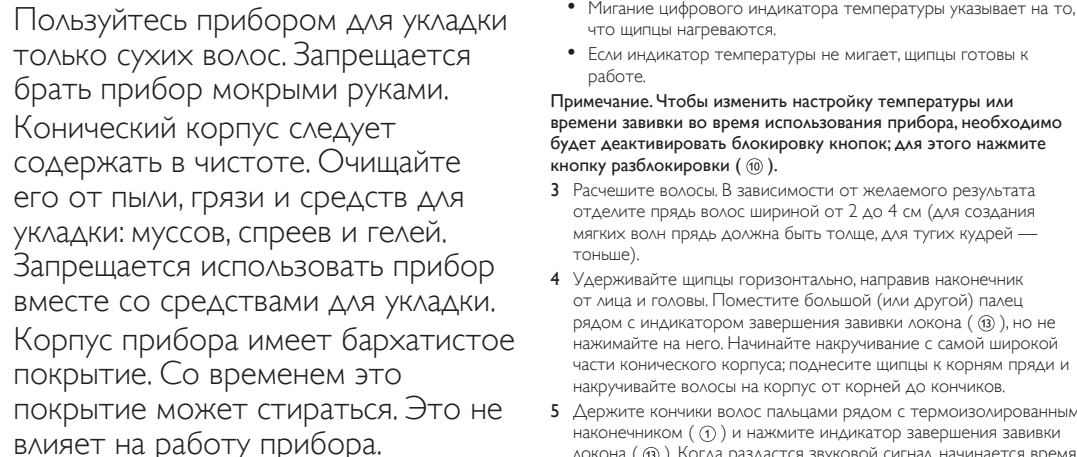 Пользуйтесь прибором для укладки
только сухих волос. Запрещается
брать прибор мокрыми руками.
Конический корпус следует
содержать в чистоте. Очищайте
его от пыли, грязи и средств для
укладки: муссов, спреев и гелей.
Запрещается использовать прибор
вместе со средствами для укладки.
Корпус прибора имеет бархатистое
покрытие. Со временем это
покрытие может стираться. Это не
влияет на работу прибора.
• Мигание цифрового индикатора температуры указывает на то,
что щипцы нагреваются.
• Если индикатор температуры не мигает, щипцы готовы к
работе.
Примечание. Чтобы изменить настройку температуры или
времени завивки во время использования прибора, необходимо
будет деактивировать блокировку кнопок; для этого нажмите
кнопку разблокировки ( ⑩ ).
3 Расчешите волосы. В зависимости от желаемого результата
отделите прядь волос шириной от 2 до 4 см (для создания
мягких волн прядь должна быть толще, для тугих кудрей —
тоньше).
4 Удерживайте щипцы горизонтально, направив наконечник
от лица и головы. Поместите большой (или другой) палец
рядом с индикатором завершения завивки локона ( ⑬ ), но не
нажимайте на него. Начинайте накручивание с самой широкой
части конического корпуса; поднесите щипцы к корням пряди и
накручивайте волосы на корпус от корней до кончиков.
5 Держите кончики волос пальцами рядом с термоизолированным
наконечником ( ① ) и нажмите индикатор завершения завивки
локона ( ⑬ ). Когда раздастся звуковой сигнал, начинается время